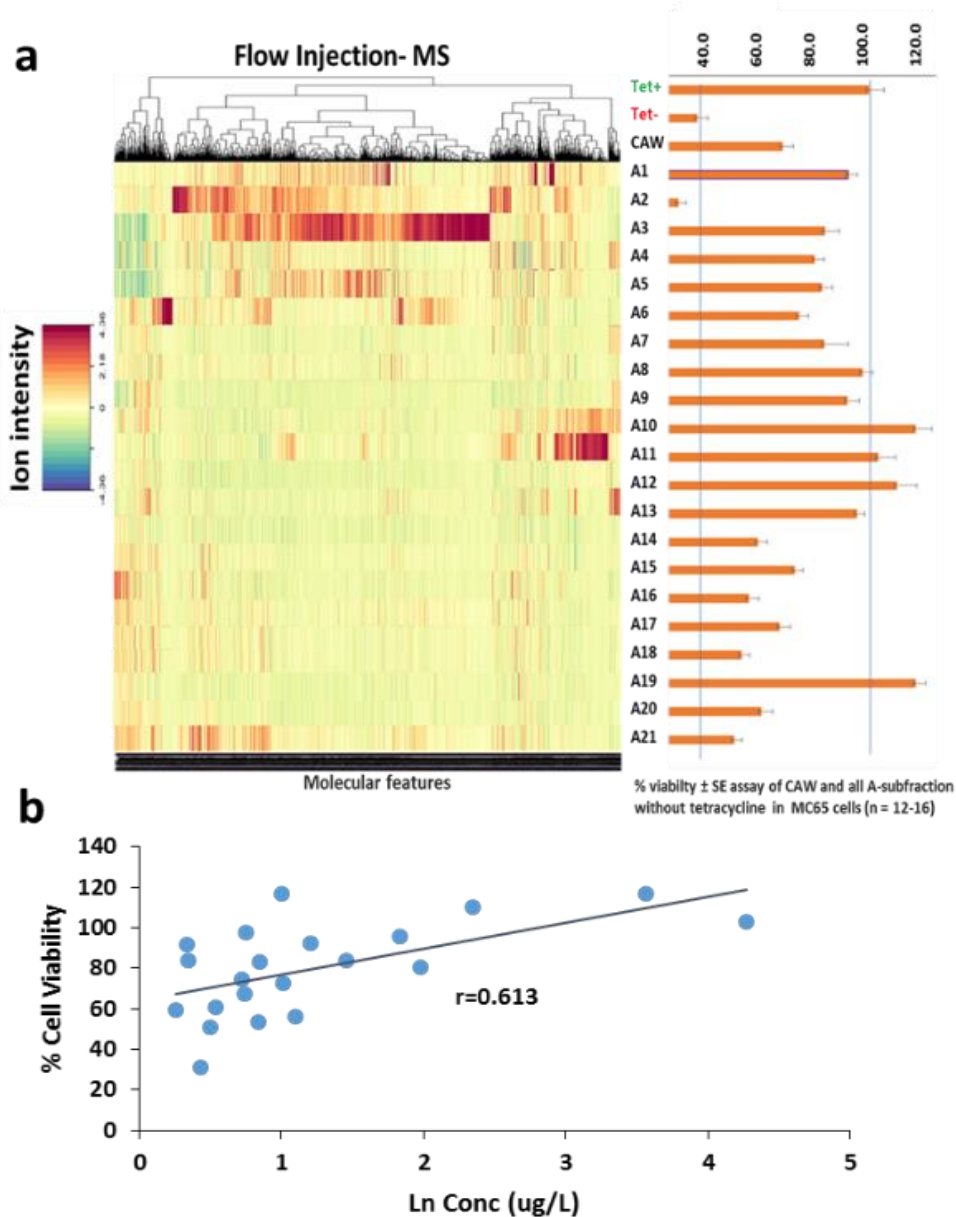 a
Flow Injection- MS
40.0
60.0
80.0
100.0
120.0
Tet+
Tet-
CAW
A1
A2
A3
A4
A5
A6
A7
A8
A9
A10
A11
A12
A13
A14
A15
A16
A17
A18
A19
A20
A21
Ion intensity
4.36
2.18
0
-4.36
Molecular features
% viabilty ± SE assay of CAW and all A-subfraction
without tetracycline in MC65 cells (n = 12-16)
b
140
120
100
80
60
40
20
0
% Cell Viability
r=0.613
0
1
2
3
4
5
Ln Conc (ug/L)